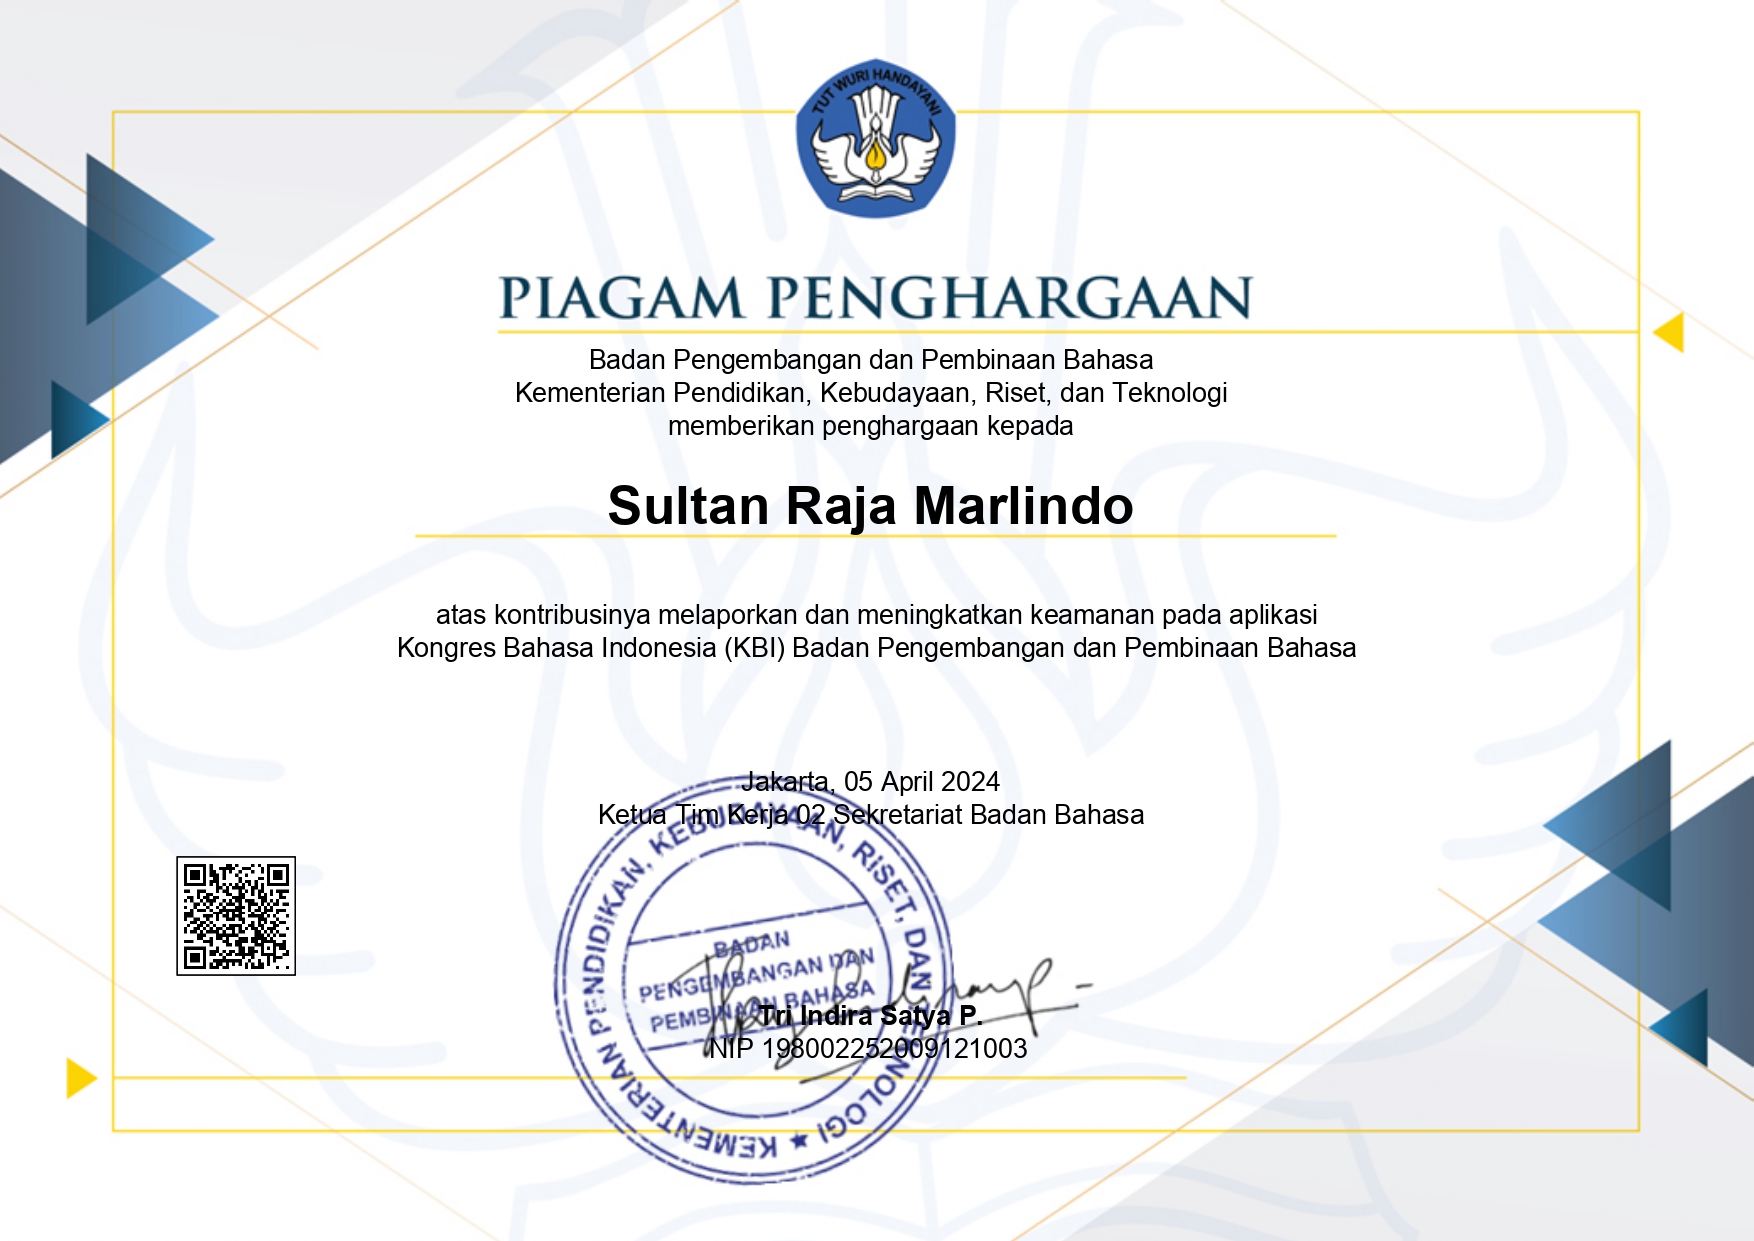 TUT WURI HANDAYANI
PIAGAM PENGHARGAAN
Badan Pengembangan dan Pembinaan Bahasa
Kementerian Pendidikan, Kebudayaan, Riset, dan Teknologi
memberikan penghargaan kepada
Sultan Raja Marlindo
atas kontribusinya melaporkan dan meningkatkan keamanan pada aplikasi
Kongres Bahasa Indonesia (KBI) Badan Pengembangan dan Pembinaan Bahasa
Jakarta, 05 April 2024
Ketua Tim Kerja 02 Sekretariat Badan Bahasa
KEMENTERIAN PENDIDIKAN, KEBUDAYAAN, RISET, DAN TEKNOLOGI
BADAN
PENGEMBANGAN DAN
PEMBINAAN BAHASA
Tri Indira Satya P.
NIP 198002252009121003